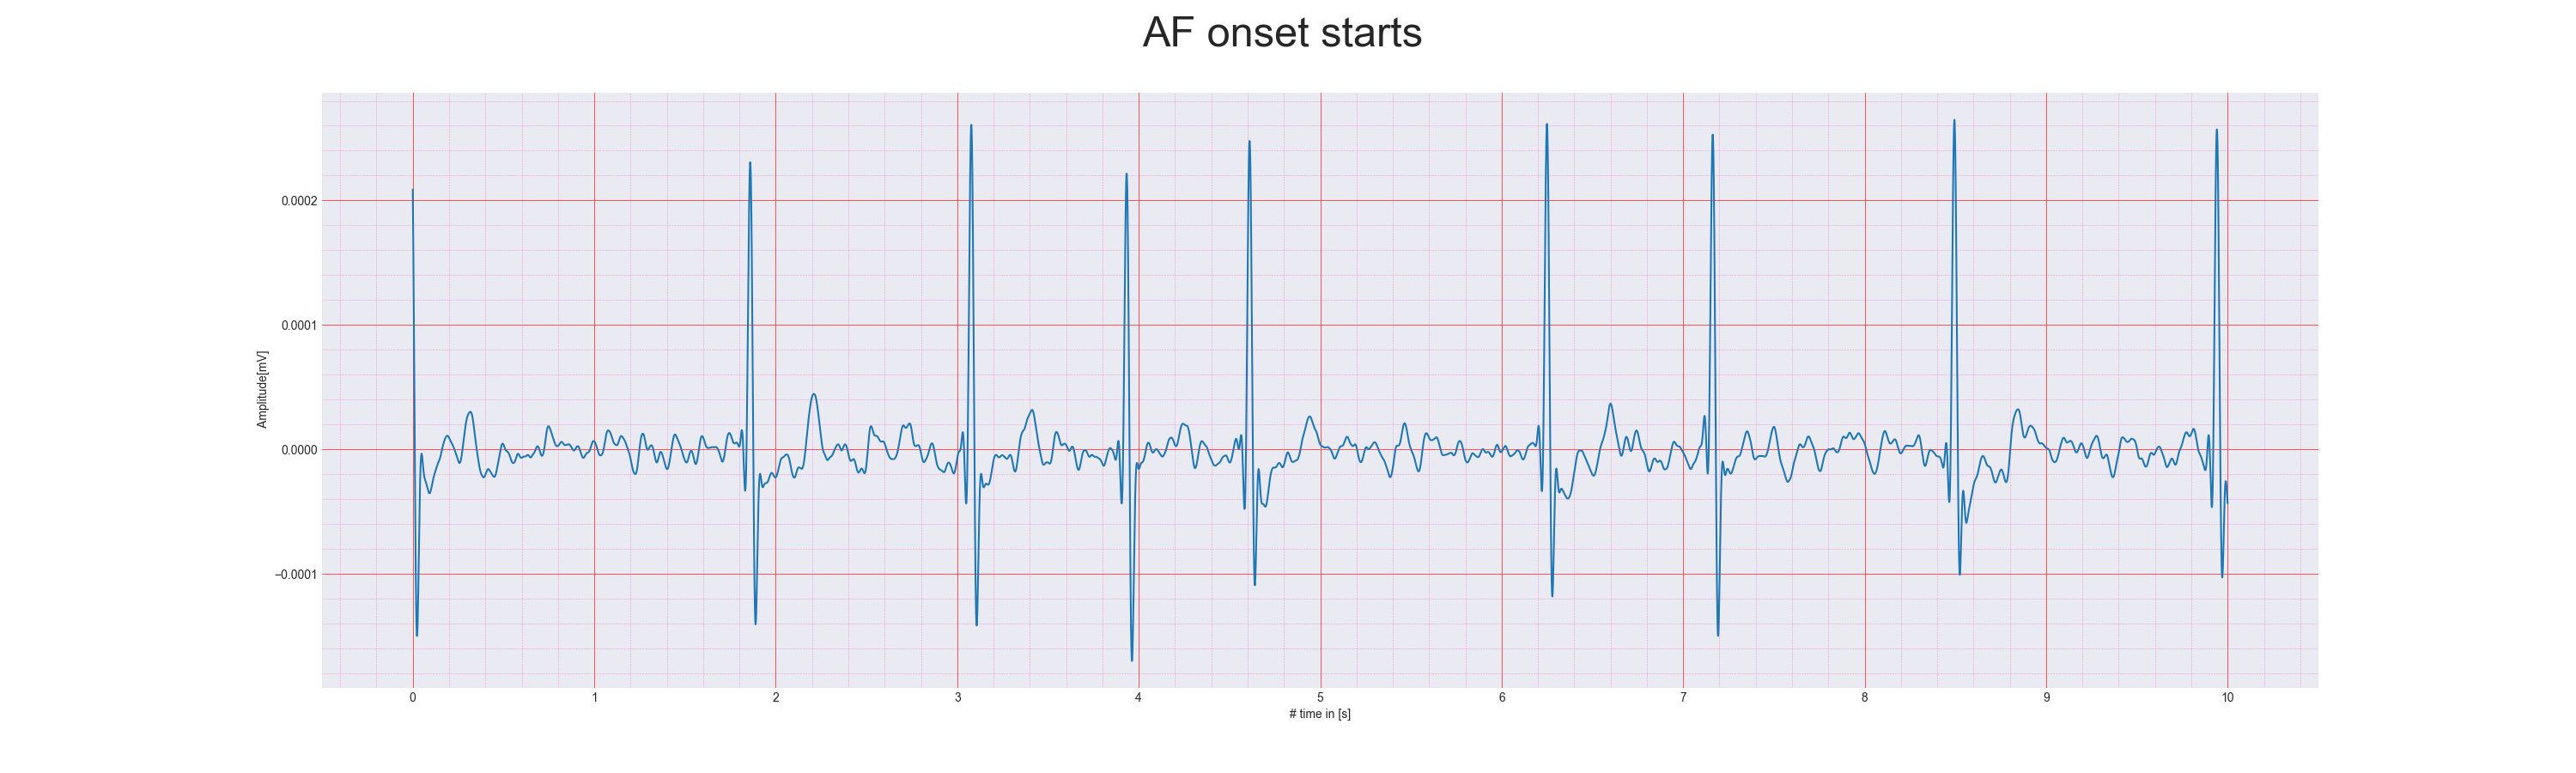 AF onset starts
Amplitude[mV]
0.0002
0.0001
0.0000
−0.0001
0 1 2 3 4 5 6 7 8 9 10
# time in [s]